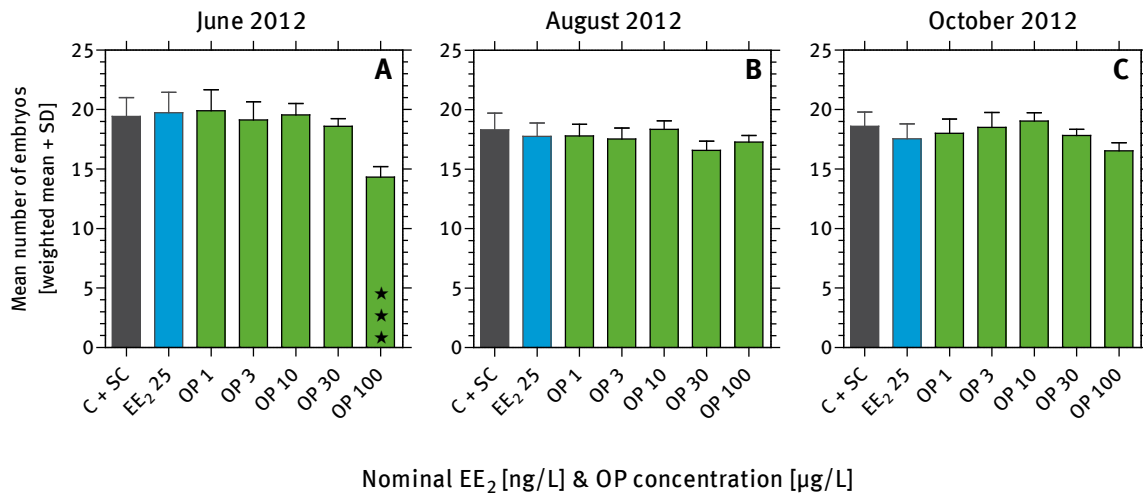 June 2012
August 2012
October 2012
Mean number of embryos
[weighted mean + SD]
25
20
15
10
5
0
A
★
★
★
C + SC
EE₂ 25
OP 1
OP 3
OP 10
OP 30
OP 100
25
20
15
10
5
0
B
C + SC
EE₂ 25
OP 1
OP 3
OP 10
OP 30
OP 100
25
20
15
10
5
0
C
C + SC
EE₂ 25
OP 1
OP 3
OP 10
OP 30
OP 100
Nominal EE₂ [ng/L] & OP concentration [µg/L]